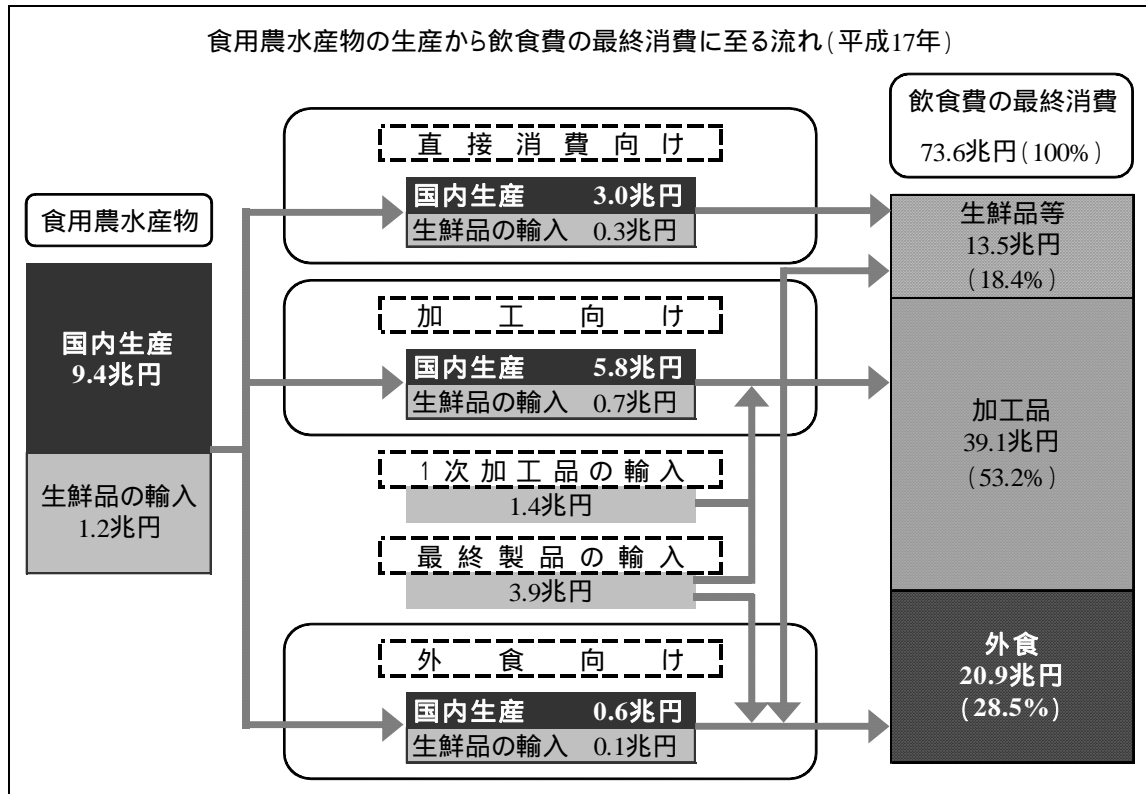 食用農水産物の生産から飲食費の最終消費に至る流れ(平成17年)
食用農水産物
国内生産
9.4兆円
生鮮品の輸入
1.2兆円
直接消費向け
国内生産 3.0兆円
生鮮品の輸入 0.3兆円
加工向け
国内生産 5.8兆円
生鮮品の輸入 0.7兆円
1次加工品の輸入
1.4兆円
最終製品の輸入
3.9兆円
外食向け
国内生産 0.6兆円
生鮮品の輸入 0.1兆円
飲食費の最終消費
73.6兆円(100%)
生鮮品等
13.5兆円
(18.4%)
加工品
39.1兆円
(53.2%)
外食
20.9兆円
(28.5%)